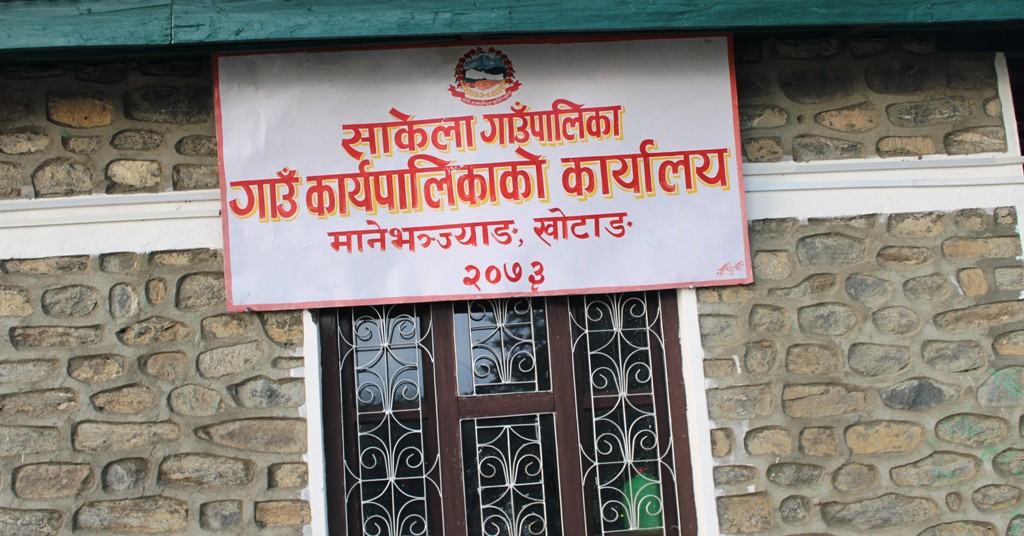 साकेला गाउँपालिका
गाउँ कार्यपालिकाको कार्यालय
मानेभञ्ज्याङ, खोटाङ
२०७३